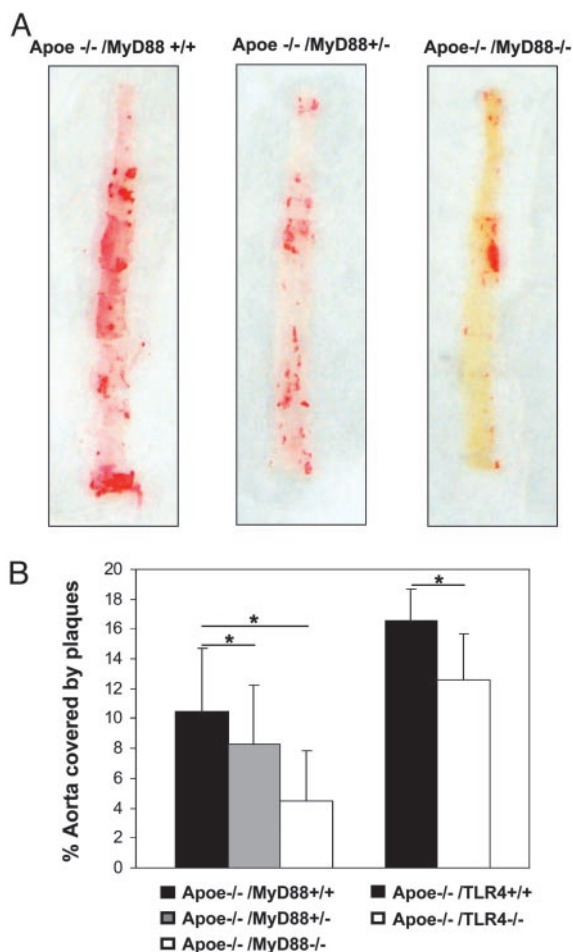 A
Apoe -/- /MyD88 +/+
Apoe -/- /MyD88+/-
Apoe-/- /MyD88-/-
B
% Aorta covered by plaques
20
18
16
14
12
10
8
6
4
2
0
*
*
*
Apoe-/- /MyD88+/+
Apoe-/- /MyD88+/-
Apoe-/- /MyD88-/-
Apoe-/- /TLR4+/+
Apoe-/- /TLR4-/-